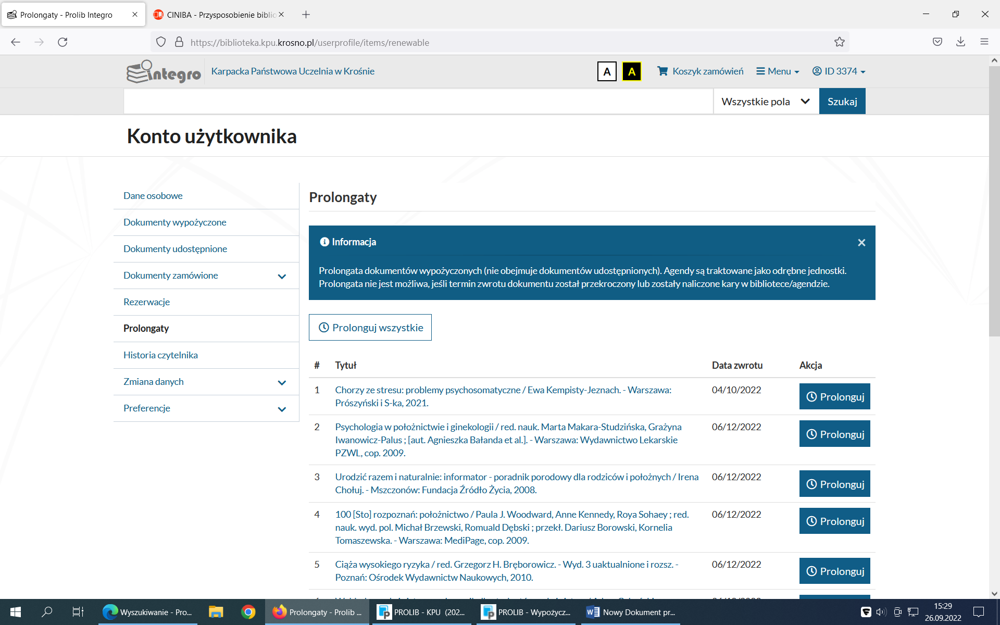 Prolongaty - Prolib Integro
CINIBA - Przysposobienie biblio
https://biblioteka.kpu.krosno.pl/userprofile/items/renewable
integro
Karpacka Państwowa Uczelnia w Krośnie
A
A
Koszyk zamówień
Menu
ID 3374
Wszystkie pola
Szukaj
Konto użytkownika
Dane osobowe
Dokumenty wypożyczone
Dokumenty udostępnione
Dokumenty zamówione
Rezerwacje
Prolongaty
Historia czytelnika
Zmiana danych
Preferencje
Prolongaty
Informacja
Prolongata dokumentów wypożyczonych (nie obejmuje dokumentów udostępnionych). Agendy są traktowane jako odrębne jednostki.
Prolongata nie jest możliwa, jeśli termin zwrotu dokumentu został przekroczony lub zostały naliczone kary w bibliotece/agendzie.
Prolonguj wszystkie
# Tytuł Data zwrotu Akcja
1 Chorzy ze stresu: problemy psychosomatyczne / Ewa Kempisty-Jeznach. - Warszawa: 04/10/2022 Prolonguj
Prószyński i S-ka, 2021.
2 Psychologia w położnictwie i ginekologii / red. nauk. Marta Makara-Studzińska, Grażyna 06/12/2022 Prolonguj
Iwanowicz-Palus ; [aut. Agnieszka Bałanda et al.]. - Warszawa: Wydawnictwo Lekarskie
PZWL, cop. 2009.
3 Urodzić razem i naturalnie: informator - poradnik porodowy dla rodziców i położnych / Irena 06/12/2022 Prolonguj
Chołuj. - Mszczonów: Fundacja Źródło Życia, 2008.
4 100 [Sto] rozpoznań: położnictwo / Paula J. Woodward, Anne Kennedy, Roya Sohaey ; red. 06/12/2022 Prolonguj
nauk. wyd. pol. Michał Brzewski, Romuald Dębski ; przekł. Dariusz Borowski, Kornelia
Tomaszewska. - Warszawa: MediPage, cop. 2009.
5 Ciąża wysokiego ryzyka / red. Grzegorz H. Bręborowicz. - Wyd. 3 uaktualnione i rozsz. - 06/12/2022 Prolonguj
Poznań: Ośrodek Wydawnictw Naukowych, 2010.
Wyszukiwanie - Pro...
Prolongaty - Prolib ...
PROLIB - KPU (202...
PROLIB - Wypożycz...
Nowy Dokument pr...
15:29
26.09.2022